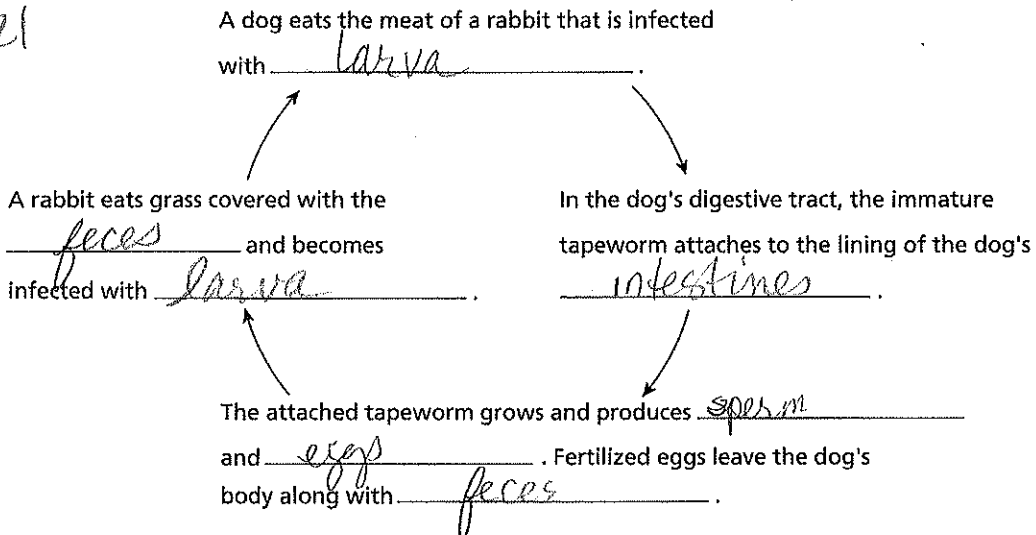 A dog eats the meat of a rabbit that is infected
with larva .
A rabbit eats grass covered with the
feces and becomes
infected with larva .
In the dog's digestive tract, the immature
tapeworm attaches to the lining of the dog's
intestines .
The attached tapeworm grows and produces sperm
and eggs . Fertilized eggs leave the dog's
body along with feces .